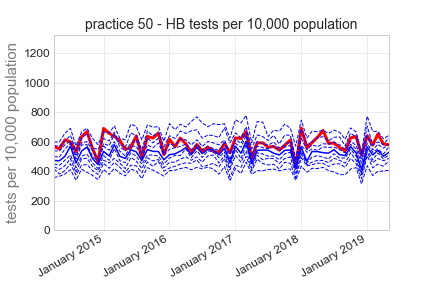 practice 50 - HB tests per 10,000 population
tests per 10,000 population
1200
1000
800
600
400
200
0
January 2015
January 2016
January 2017
January 2018
January 2019